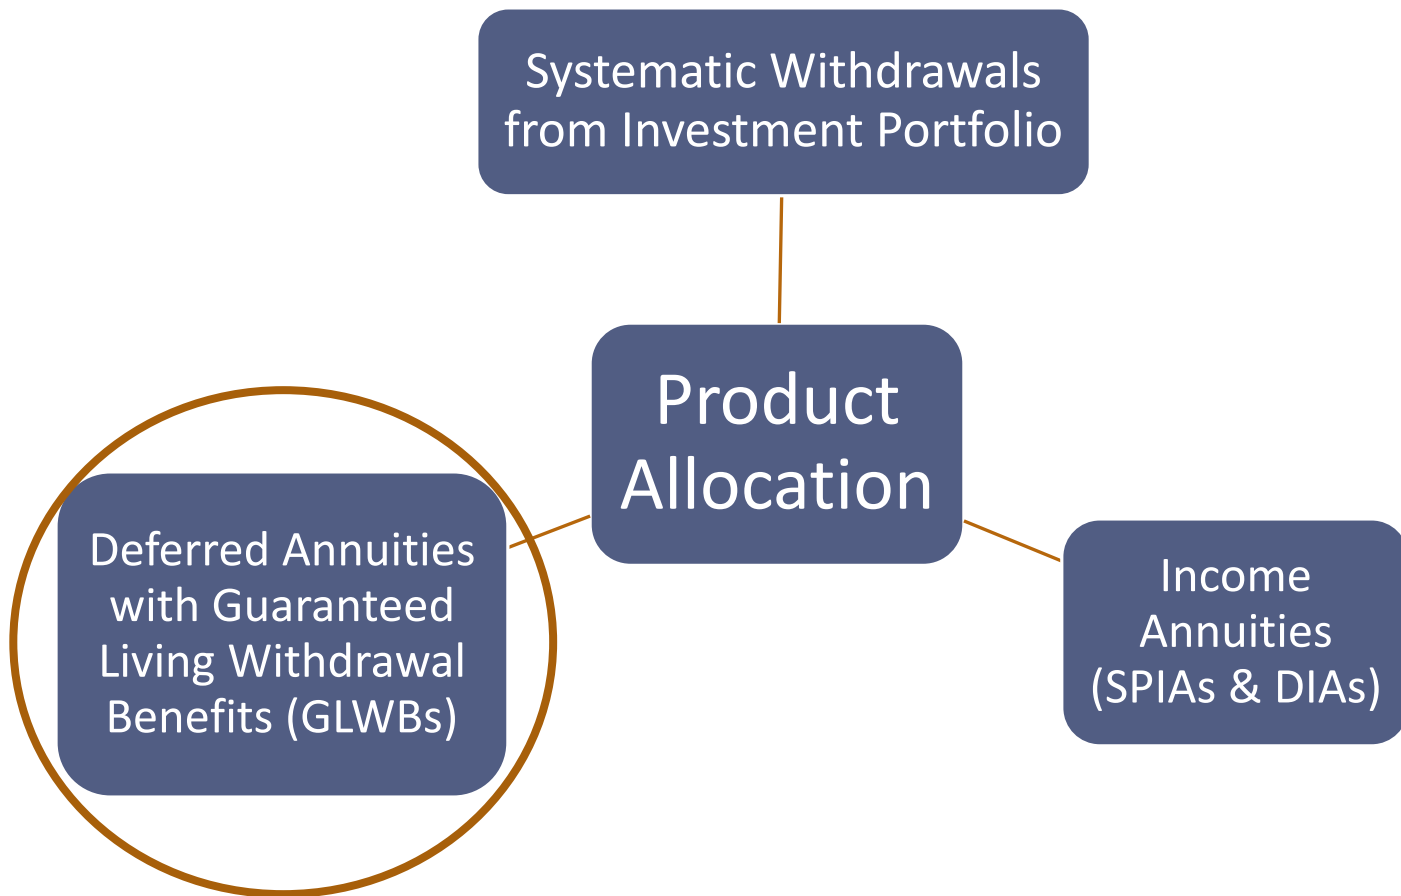 Systematic Withdrawals
from Investment Portfolio
Product
Allocation
Deferred Annuities
with Guaranteed
Living Withdrawal
Benefits (GLWBs)
Income
Annuities
(SPIAs & DIAs)